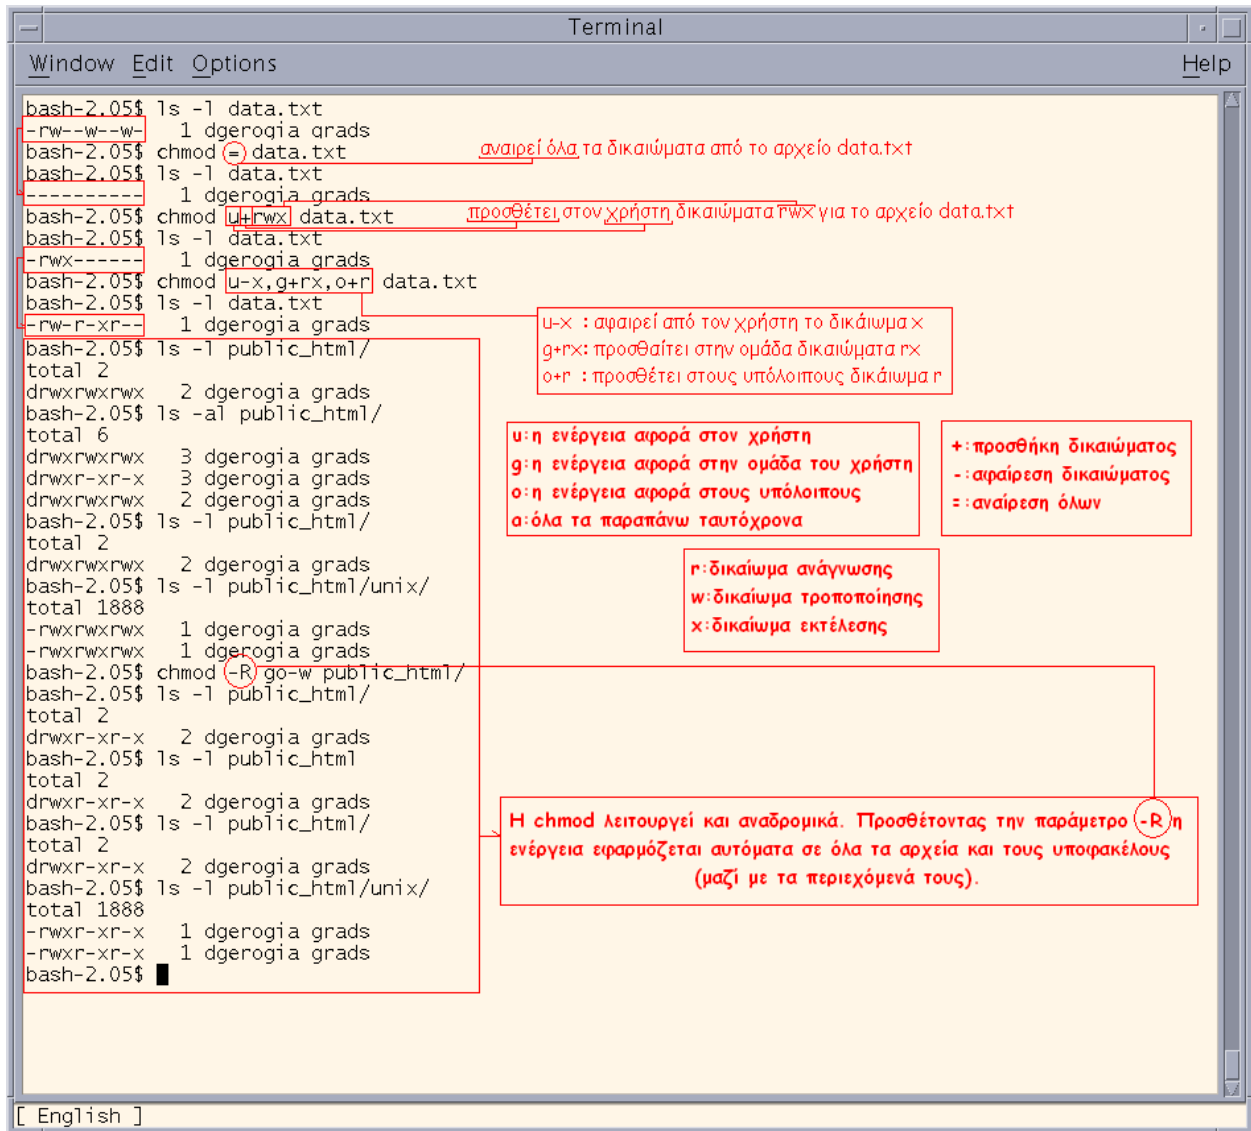 Terminal
Window Edit Options Help
bash-2.05$ ls -l data.txt
-rw--w--w- 1 dgerogia grads
bash-2.05$ chmod = data.txt
αναιρεί όλα τα δικαιώματα από το αρχείο data.txt
bash-2.05$ ls -l data.txt
---------- 1 dgerogia grads
bash-2.05$ chmod u+rwx data.txt
προσθέτει στον χρήστη δικαιώματα rwx για το αρχείο data.txt
bash-2.05$ ls -l data.txt
-rwx------ 1 dgerogia grads
bash-2.05$ chmod u-x,g+rx,o+r data.txt
bash-2.05$ ls -l data.txt
-rw-r-xr-- 1 dgerogia grads
u-x : αφαιρεί από τον χρήστη το δικάιωμα x
g+rx: προσθαίτει στην ομάδα δικαιώματα rx
o+r : προσθέτει στους υπόλοιπους δικάιωμα r
bash-2.05$ ls -l public_html/
total 2
drwxrwxrwx 2 dgerogia grads
bash-2.05$ ls -al public_html/
total 6
drwxrwxrwx 3 dgerogia grads
drwxr-xr-x 3 dgerogia grads
drwxrwxrwx 2 dgerogia grads
bash-2.05$ ls -l public_html/
total 2
drwxrwxrwx 2 dgerogia grads
bash-2.05$ ls -l public_html/unix/
total 1888
-rwxrwxrwx 1 dgerogia grads
-rwxrwxrwx 1 dgerogia grads
bash-2.05$ chmod -R go-w public_html/
bash-2.05$ ls -l public_html/
total 2
drwxr-xr-x 2 dgerogia grads
bash-2.05$ ls -l public_html
total 2
drwxr-xr-x 2 dgerogia grads
bash-2.05$ ls -l public_html/
total 2
drwxr-xr-x 2 dgerogia grads
bash-2.05$ ls -l public_html/unix/
total 1888
-rwxr-xr-x 1 dgerogia grads
-rwxr-xr-x 1 dgerogia grads
bash-2.05$
u:η ενέργεια αφορά στον χρήστη
g:η ενέργεια αφορά στην ομάδα του χρήστη
o:η ενέργεια αφορά στους υπόλοιπους
a:όλα τα παραπάνω ταυτόχρονα
+:προσθήκη δικαιώματος
-:αφαίρεση δικαιώματος
=:αναίρεση όλων
r:δικαίωμα ανάγνωσης
w:δικαίωμα τροποποίησης
x:δικαίωμα εκτέλεσης
Η chmod λειτουργεί και αναδρομικά. Προσθέτοντας την παράμετρο -R η
ενέργεια εφαρμόζεται αυτόματα σε όλα τα αρχεία και τους υποφακέλους
(μαζί με τα περιεχόμενά τους).
[ English ]